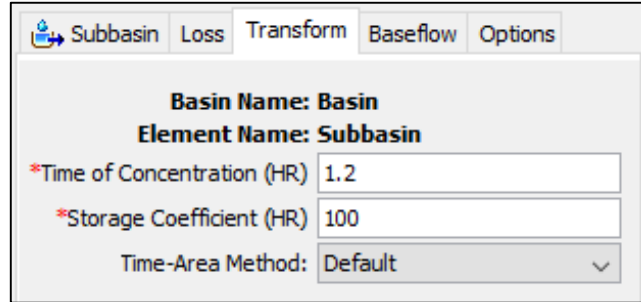 Subbasin Loss Transform Baseflow Options
Basin Name: Basin
Element Name: Subbasin
*Time of Concentration (HR) 1.2
*Storage Coefficient (HR) 100
Time-Area Method: Default